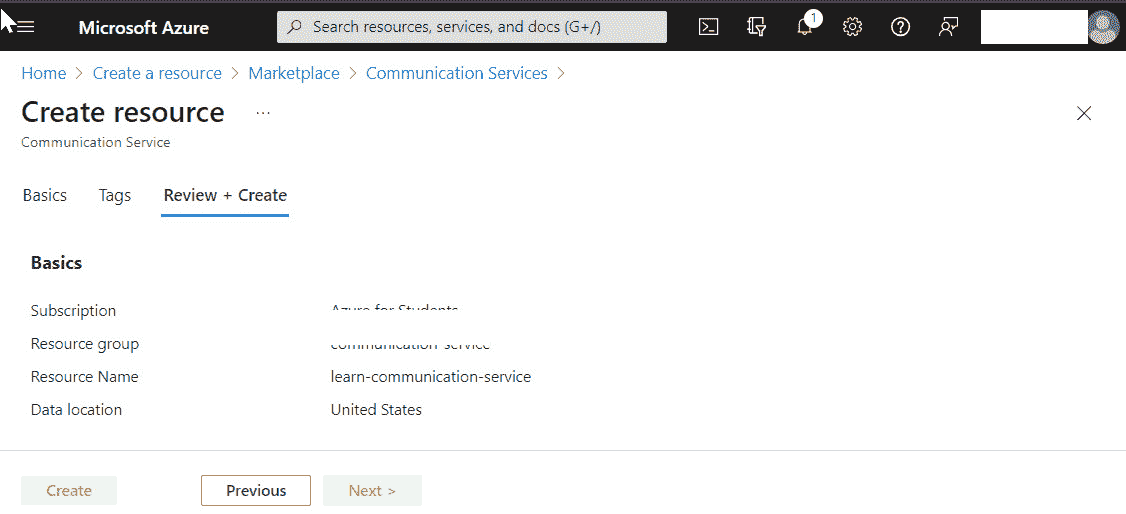 Microsoft Azure
Search resources, services, and docs (G+/)
1
Home > Create a resource > Marketplace > Communication Services >
Create resource ...
Communication Service
Basics Tags Review + Create
Basics
Subscription Azure for Students
Resource group communication-service
Resource Name learn-communication-service
Data location United States
Create Previous Next >